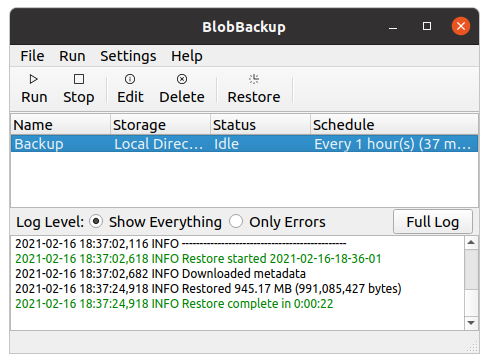 BlobBackup
File Run Settings Help
Run Stop Edit Delete Restore
Name Storage Status Schedule
Backup Local Direc... Idle Every 1 hour(s) (37 m...
Log Level: Show Everything Only Errors Full Log
2021-02-16 18:37:02,116 INFO ----------------------------------------------
2021-02-16 18:37:02,618 INFO Restore started 2021-02-16-18-36-01
2021-02-16 18:37:02,682 INFO Downloaded metadata
2021-02-16 18:37:24,918 INFO Restored 945.17 MB (991,085,427 bytes)
2021-02-16 18:37:24,918 INFO Restore complete in 0:00:22